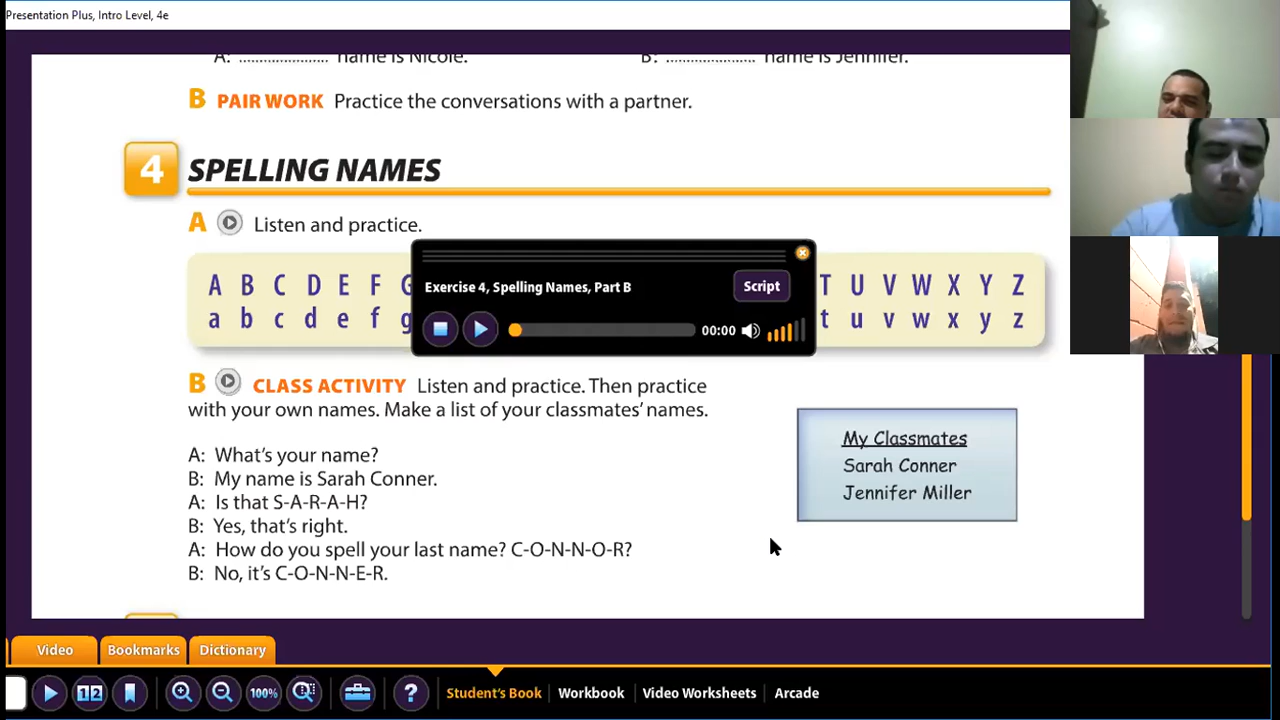 Presentation Plus, Intro Level, 4e
A: .................... name is Nicole.
B: .................... name is Jennifer.
B PAIR WORK Practice the conversations with a partner.
4 SPELLING NAMES
A Listen and practice.
A B C D E F G T U V W X Y Z
a b c d e f g t u v w x y z
Exercise 4, Spelling Names, Part B
Script
00:00
B CLASS ACTIVITY Listen and practice. Then practice
with your own names. Make a list of your classmates' names.
A: What's your name?
B: My name is Sarah Conner.
A: Is that S-A-R-A-H?
B: Yes, that's right.
A: How do you spell your last name? C-O-N-N-O-R?
B: No, it's C-O-N-N-E-R.
My Classmates
Sarah Conner
Jennifer Miller
Video Bookmarks Dictionary
1 2 100% ? Student's Book Workbook Video Worksheets Arcade